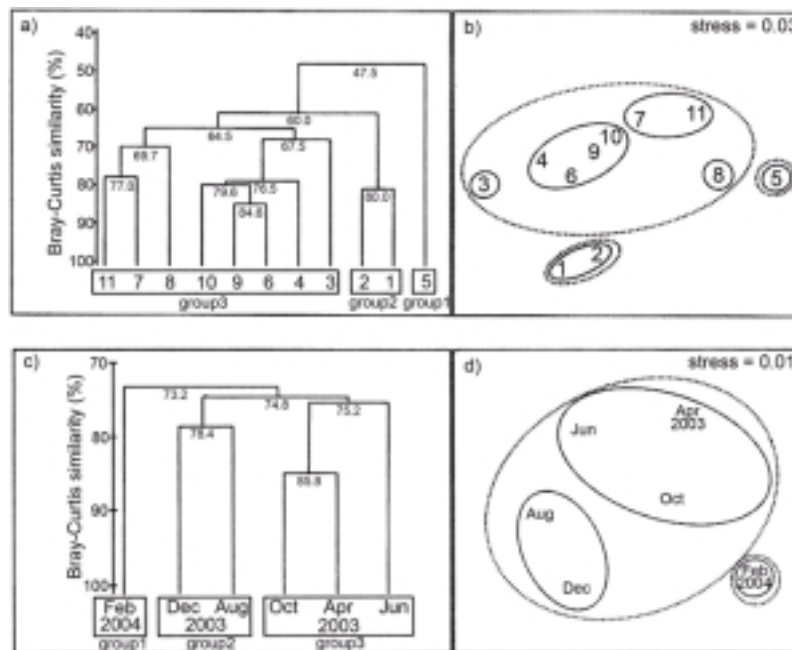 a)
Bray-Curtis similarity (%)
40
50
60
70
80
90
100
47.5
60.0
64.5
67.5
69.7
77.3
79.6
76.5
84.6
80.0
11 7 8 10 9 6 4 3 2 1 5
group3 group2 group1
b)
stress = 0.03
7 11
10
4 9
6
3 8 5
1 2
c)
Bray-Curtis similarity (%)
70
80
90
100
73.2
74.8
75.2
78.4
85.8
Feb Dec Aug Oct Apr Jun
2004 2003 2003
group1 group2 group3
d)
stress = 0.01
Apr
2003
Jun
Oct
Aug
Dec
Feb
2004